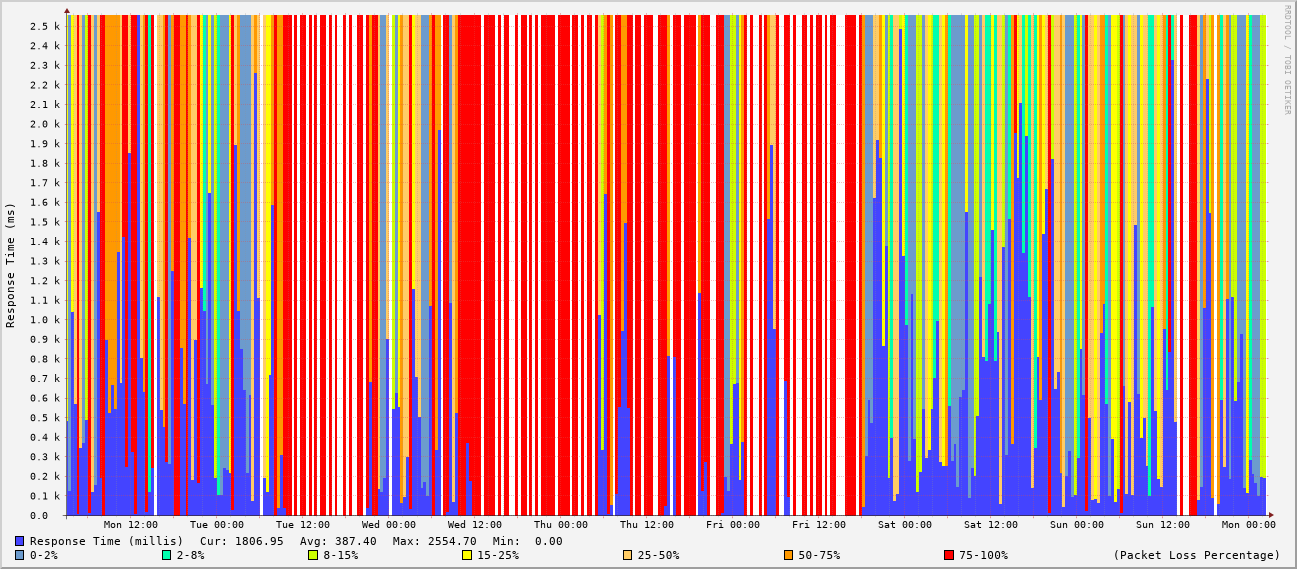 RRDTOOL / TOBI OETIKER
Response Time (ms)
2.5 k
2.4 k
2.3 k
2.2 k
2.1 k
2.0 k
1.9 k
1.8 k
1.7 k
1.6 k
1.5 k
1.4 k
1.3 k
1.2 k
1.1 k
1.0 k
0.9 k
0.8 k
0.7 k
0.6 k
0.5 k
0.4 k
0.3 k
0.2 k
0.1 k
0.0
Mon 12:00 Tue 00:00 Tue 12:00 Wed 00:00 Wed 12:00 Thu 00:00 Thu 12:00 Fri 00:00 Fri 12:00 Sat 00:00 Sat 12:00 Sun 00:00 Sun 12:00 Mon 00:00
Response Time (millis) Cur: 1806.95 Avg: 387.40 Max: 2554.70 Min: 0.00
0-2% 2-8% 8-15% 15-25% 25-50% 50-75% 75-100% (Packet Loss Percentage)